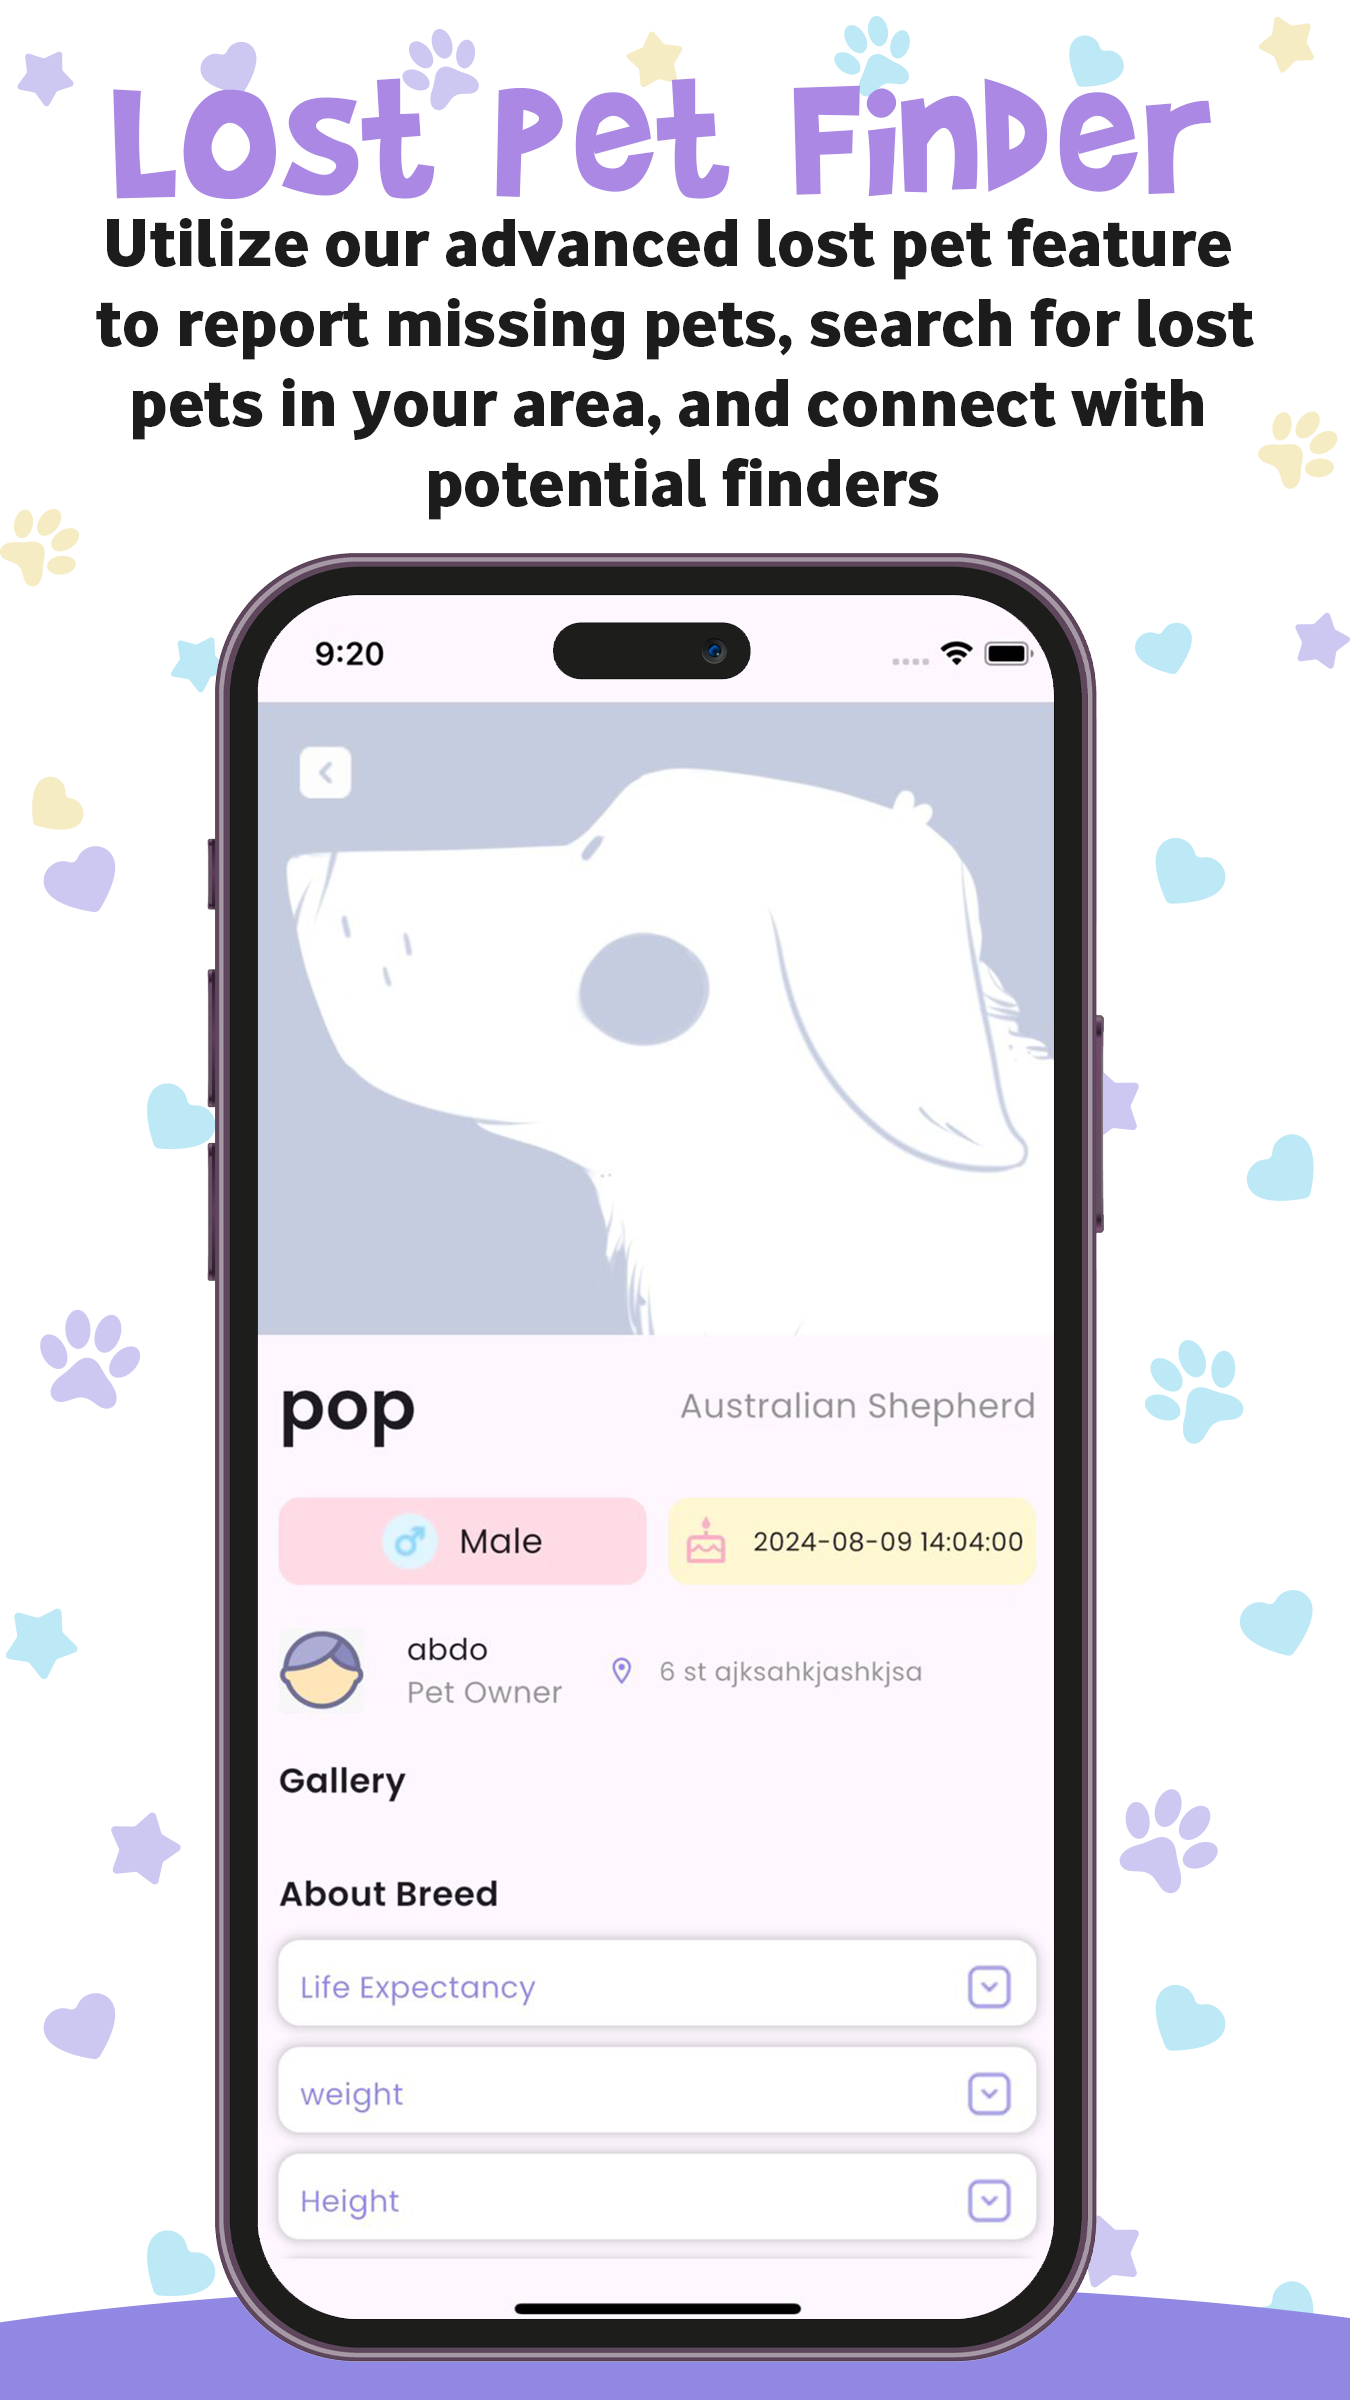 Lost Pet Finder
Utilize our advanced lost pet feature
to report missing pets, search for lost
pets in your area, and connect with
potential finders
9:20
pop
Australian Shepherd
Male
2024-08-09 14:04:00
abdo
Pet Owner
6 st ajksahkjashkjsa
Gallery
About Breed
Life Expectancy
weight
Height